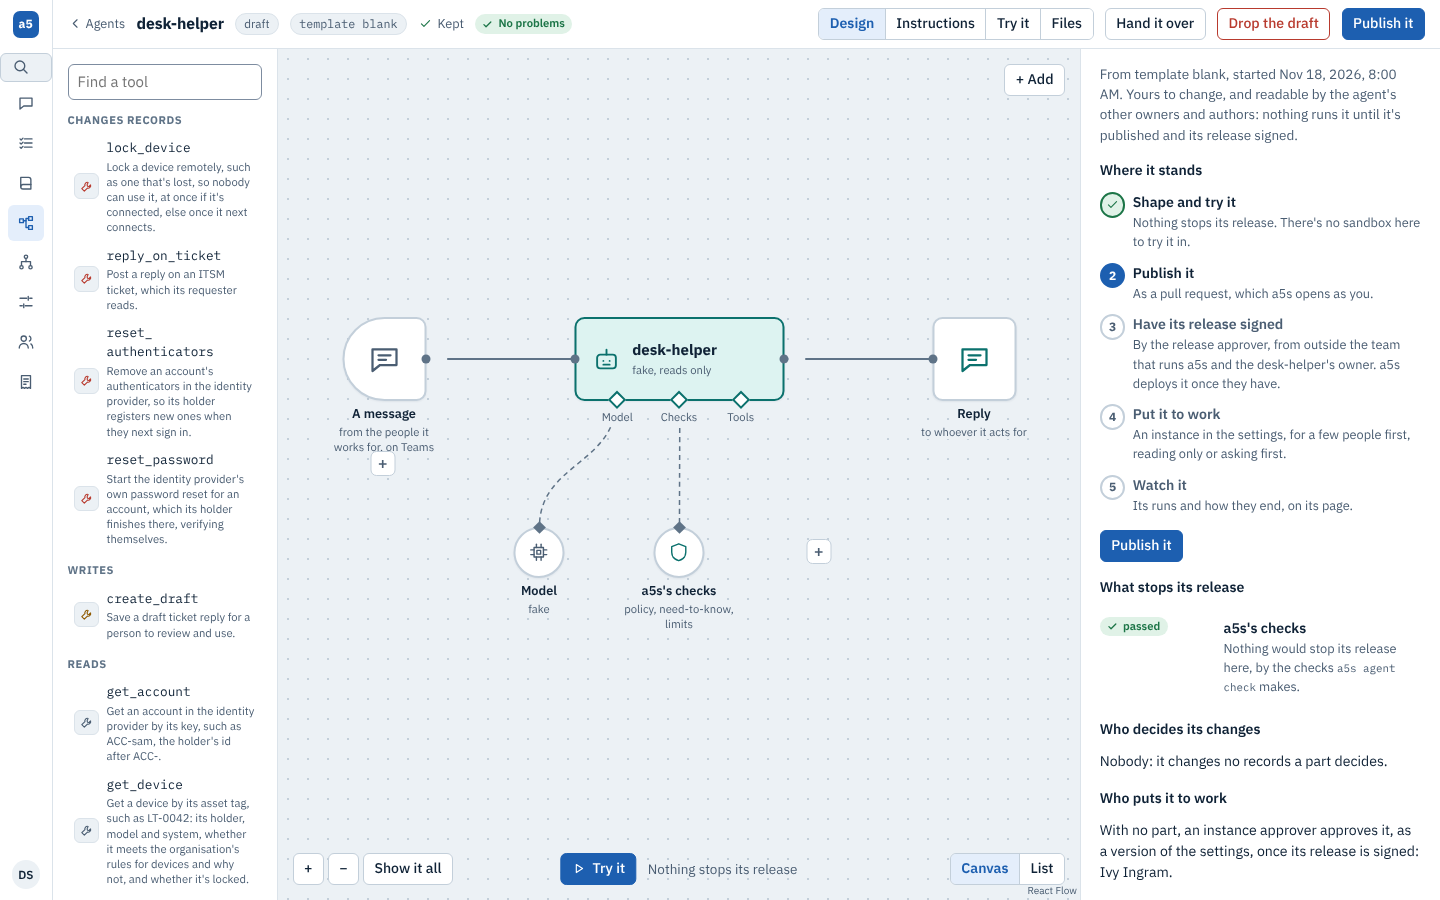 a5
Agents
desk-helper
draft
template blank
Kept
No problems
Design
Instructions
Try it
Files
Hand it over
Drop the draft
Publish it
Find a tool
CHANGES RECORDS
lock_device
Lock a device remotely, such
as one that's lost, so nobody
can use it, at once if it's
connected, else once it next
connects.
reply_on_ticket
Post a reply on an ITSM
ticket, which its requester
reads.
reset_
authenticators
Remove an account's
authenticators in the identity
provider, so its holder
registers new ones when
they next sign in.
reset_password
Start the identity provider's
own password reset for an
account, which its holder
finishes there, verifying
themselves.
WRITES
create_draft
Save a draft ticket reply for a
person to review and use.
READS
get_account
Get an account in the identity
provider by its key, such as
ACC-sam, the holder's id
after ACC-.
get_device
Get a device by its asset tag,
such as LT-0042: its holder,
model and system, whether
it meets the organisation's
rules for devices and why
not, and whether it's locked.
DS
+ Add
A message
from the people it
works for, on Teams
+
desk-helper
fake, reads only
Model
Checks
Tools
Reply
to whoever it acts for
Model
fake
a5s's checks
policy, need-to-know,
limits
+
+
−
Show it all
Try it
Nothing stops its release
Canvas
List
React Flow
From template blank, started Nov 18, 2026, 8:00
AM. Yours to change, and readable by the agent's
other owners and authors: nothing runs it until it's
published and its release signed.
Where it stands
Shape and try it
Nothing stops its release. There's no sandbox here
to try it in.
2
Publish it
As a pull request, which a5s opens as you.
3
Have its release signed
By the release approver, from outside the team
that runs a5s and the desk-helper's owner. a5s
deploys it once they have.
4
Put it to work
An instance in the settings, for a few people first,
reading only or asking first.
5
Watch it
Its runs and how they end, on its page.
Publish it
What stops its release
passed
a5s's checks
Nothing would stop its release
here, by the checks a5s agent
check makes.
Who decides its changes
Nobody: it changes no records a part decides.
Who puts it to work
With no part, an instance approver approves it, as
a version of the settings, once its release is signed:
Ivy Ingram.